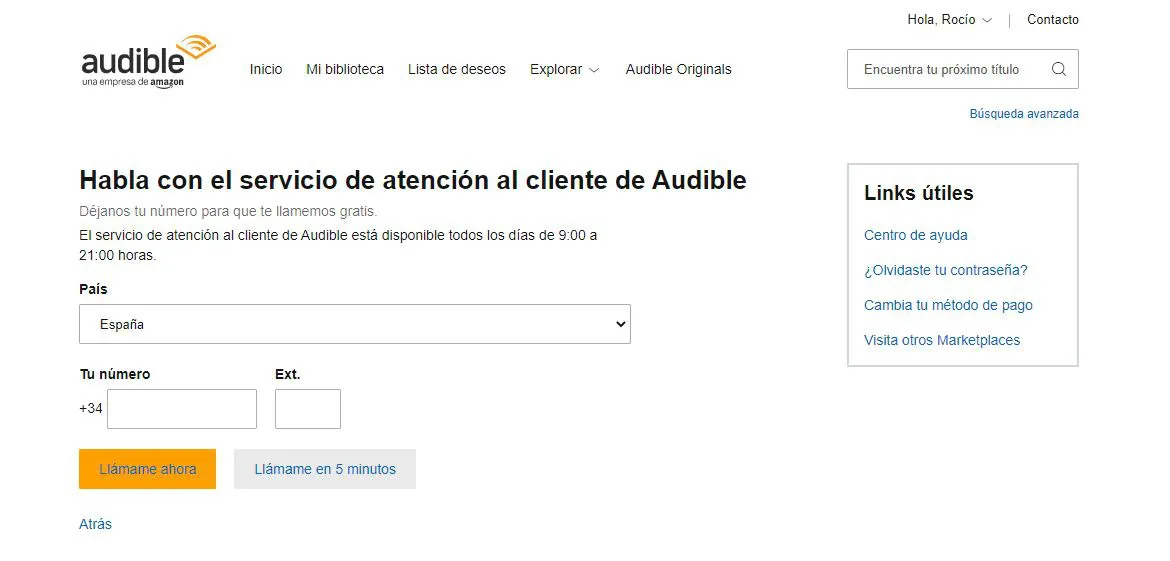 Hola, Rocío
Contacto
audible
una empresa de amazon
Inicio
Mi biblioteca
Lista de deseos
Explorar
Audible Originals
Encuentra tu próximo título
Búsqueda avanzada
Habla con el servicio de atención al cliente de Audible
Déjanos tu número para que te llamemos gratis.
El servicio de atención al cliente de Audible está disponible todos los días de 9:00 a
21:00 horas.
País
España
Tu número
Ext.
+34
Llámame ahora
Llámame en 5 minutos
Atrás
Links útiles
Centro de ayuda
¿Olvidaste tu contraseña?
Cambia tu método de pago
Visita otros Marketplaces